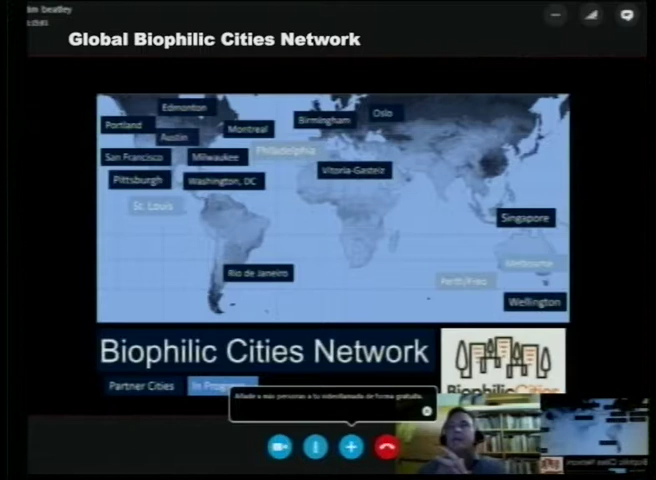 tim beatley
Global Biophilic Cities Network
Edmonton
Portland
Austin
Montreal
Birmingham
Oslo
San Francisco
Milwaukee
Philadelphia
Pittsburgh
Washington, DC
Vitoria-Gasteiz
St. Louis
Singapore
Rio de Janeiro
Melbourne
Perth/Freo
Wellington
Biophilic Cities Network
Partner Cities
In Progress
BiophilicCities
Añade a más personas a tu videollamada de forma gratuita.